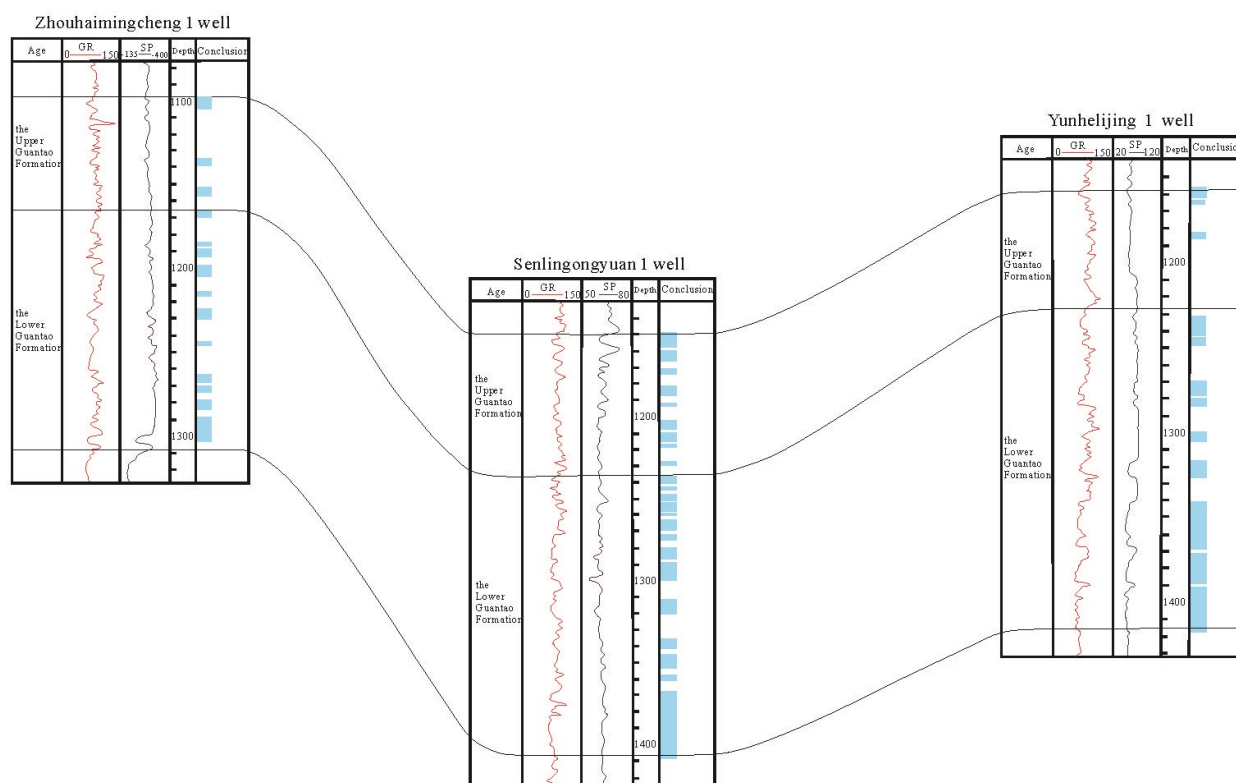 Zhouhaimingcheng 1 well
Age GR SP Depth Conclusion
0 150 -135 -400
1100
the
Upper
Guantao
Formation
1200
the
Lower
Guantao
Formation
1300
Senlingongyuan 1 well
Age GR SP Depth Conclusion
0 150 50 80
the
Upper
Guantao
Formation
1200
1300
the
Lower
Guantao
Formation
1400
Yunhelijing 1 well
Age GR SP Depth Conclusion
0 150 20 120
the
Upper
Guantao
Formation
1200
1300
the
Lower
Guantao
Formation
1400